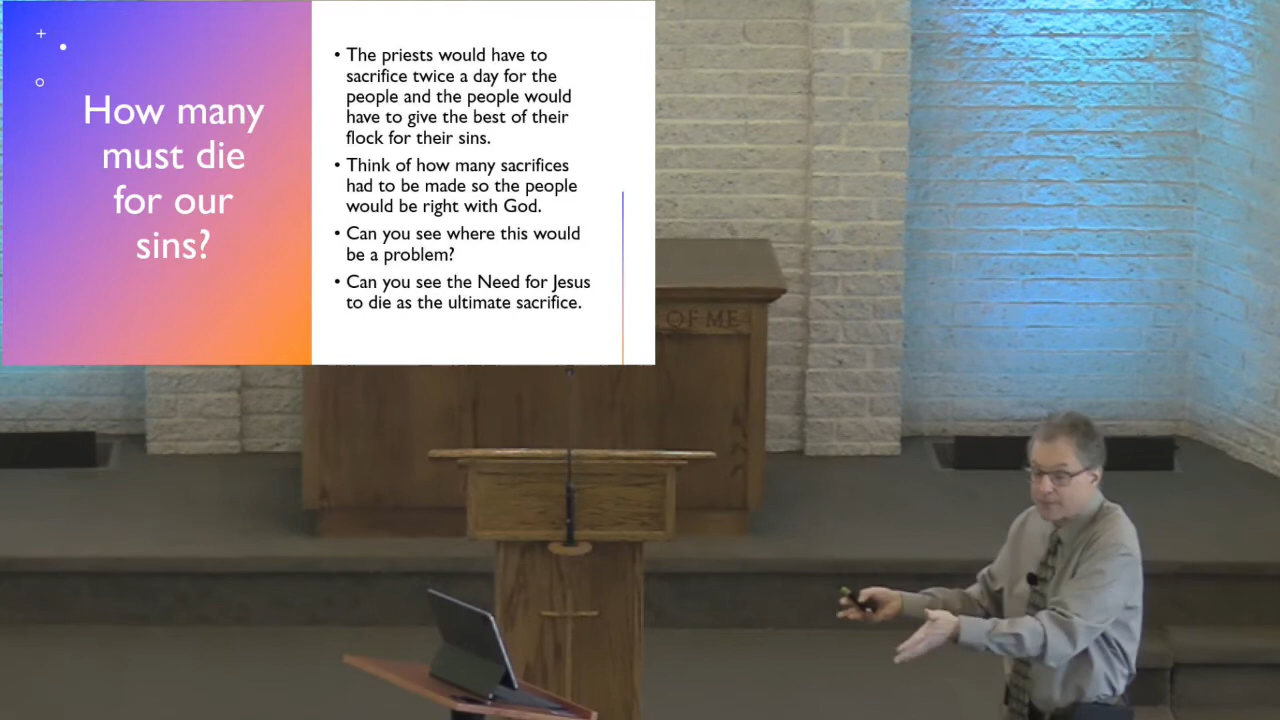 How many
must die
for our
sins?
• The priests would have to
sacrifice twice a day for the
people and the people would
have to give the best of their
flock for their sins.
• Think of how many sacrifices
had to be made so the people
would be right with God.
• Can you see where this would
be a problem?
• Can you see the Need for Jesus
to die as the ultimate sacrifice.
OF ME